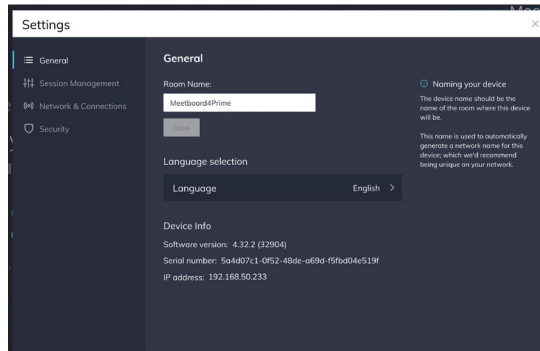 Settings
General
Session Management
Network & Connections
Security
General
Room Name:
Meetboard4Prime
Save
Language selection
Language English
Device Info
Software version: 4.32.2 (32904)
Serial number: 5a4d07c1-0f52-48de-a69d-f5fbd04e519f
IP address: 192.168.50.233
Naming your device
The device name should be the
name of the room where this device
will be.
This name is used to automatically
generate a network name for this
device; which we'd recommend
being unique on your network.